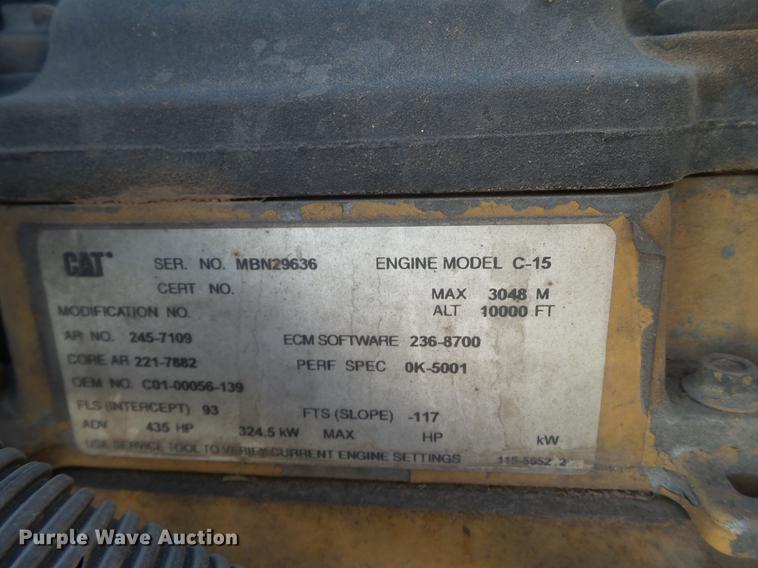 CAT SER. NO. MBN29636 ENGINE MODEL C-15
CERT NO. MAX 3048 M
MODIFICATION NO. ALT 10000 FT
AR NO. 245-7109 ECM SOFTWARE 236-8700
CORE AR 221-7882 PERF SPEC 0K-5001
OEM NO. C01-00056-139
FLS (INTERCEPT) 93 FTS (SLOPE) -117
ADV 435 HP 324.5 kW MAX HP kW
USE SERVICE TOOL TO VERIFY CURRENT ENGINE SETTINGS
Purple Wave Auction